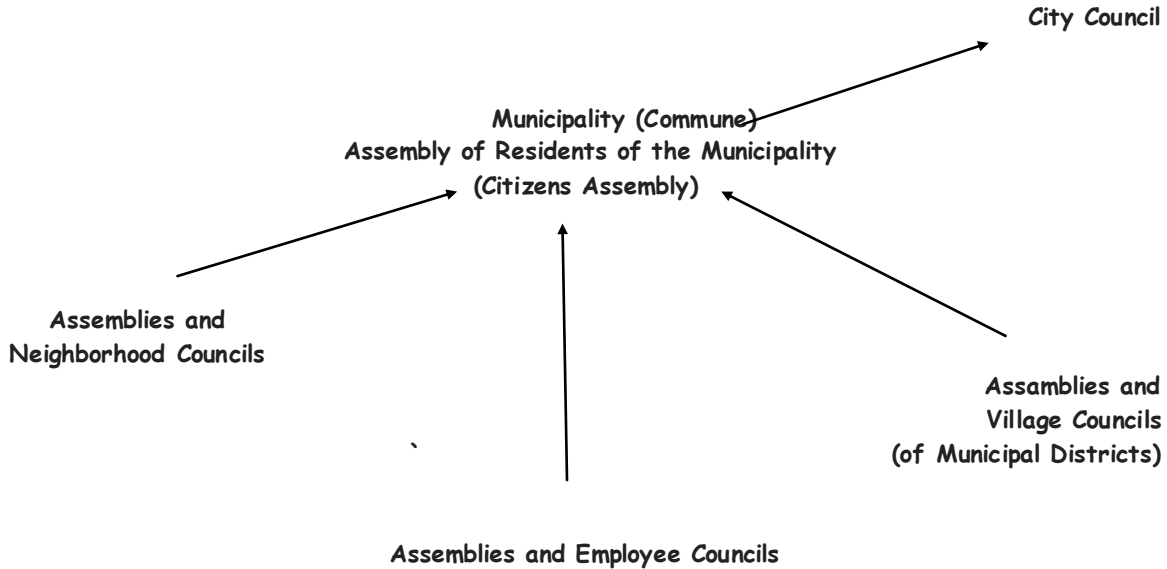 City Council
Municipality (Commune)
Assembly of Residents of the Municipality
(Citizens Assembly)
Assemblies and
Neighborhood Councils
Assamblies and
Village Councils
(of Municipal Districts)
`
Assemblies and Employee Councils